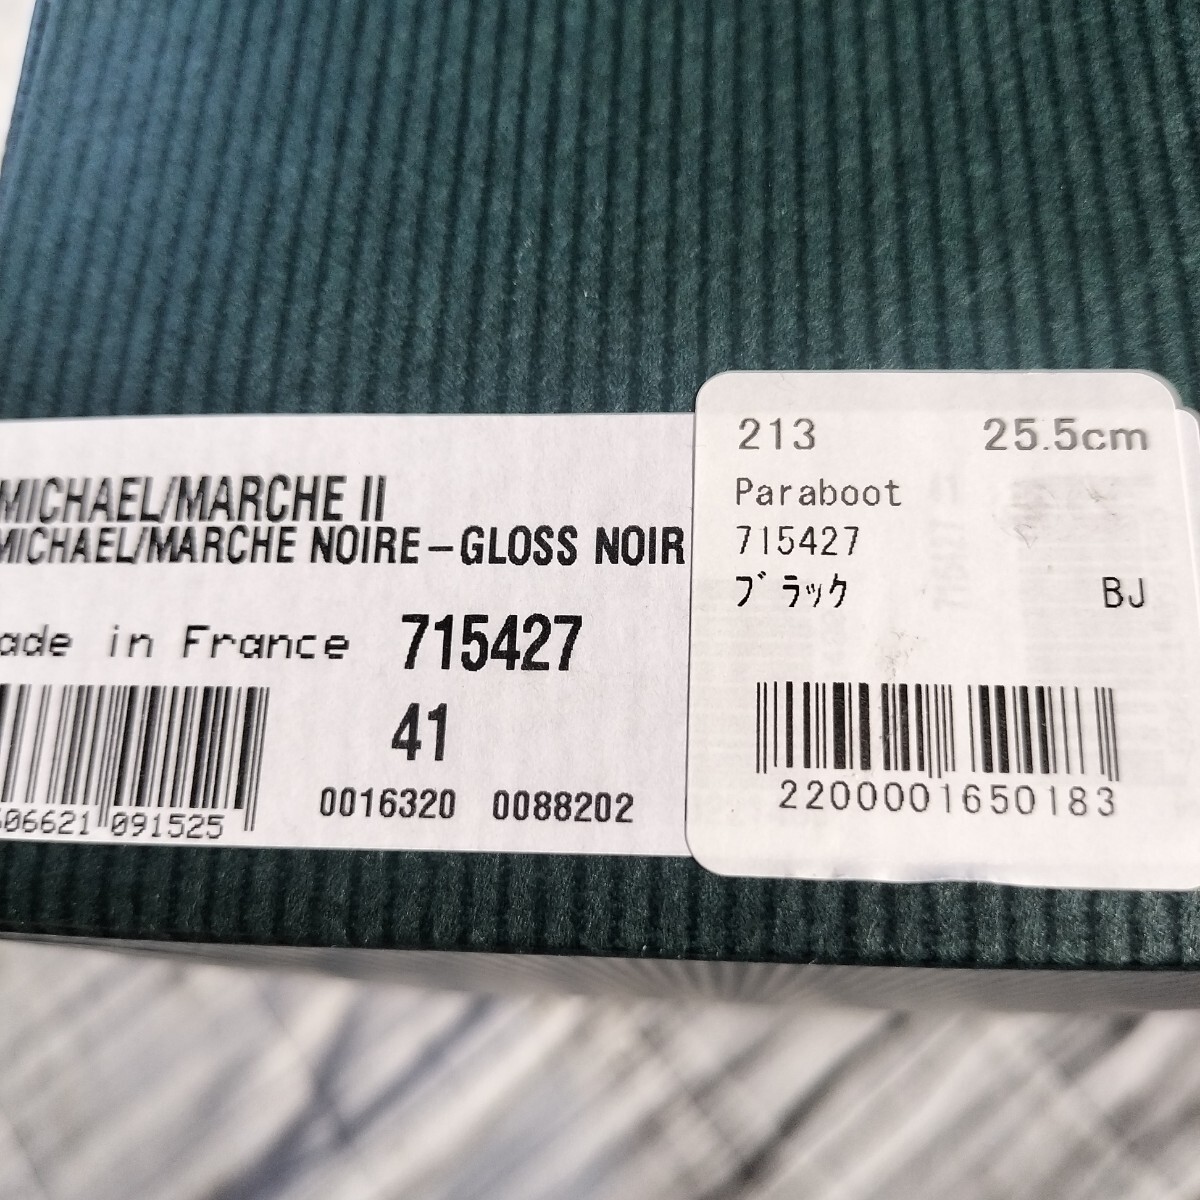 MICHAEL/MARCHE II
MICHAEL/MARCHE NOIRE-GLOSS NOIR
ade in France 715427
41
0016320 0088202
606621 091525
213 25.5cm
Paraboot
715427
ブラック BJ
2200001650183